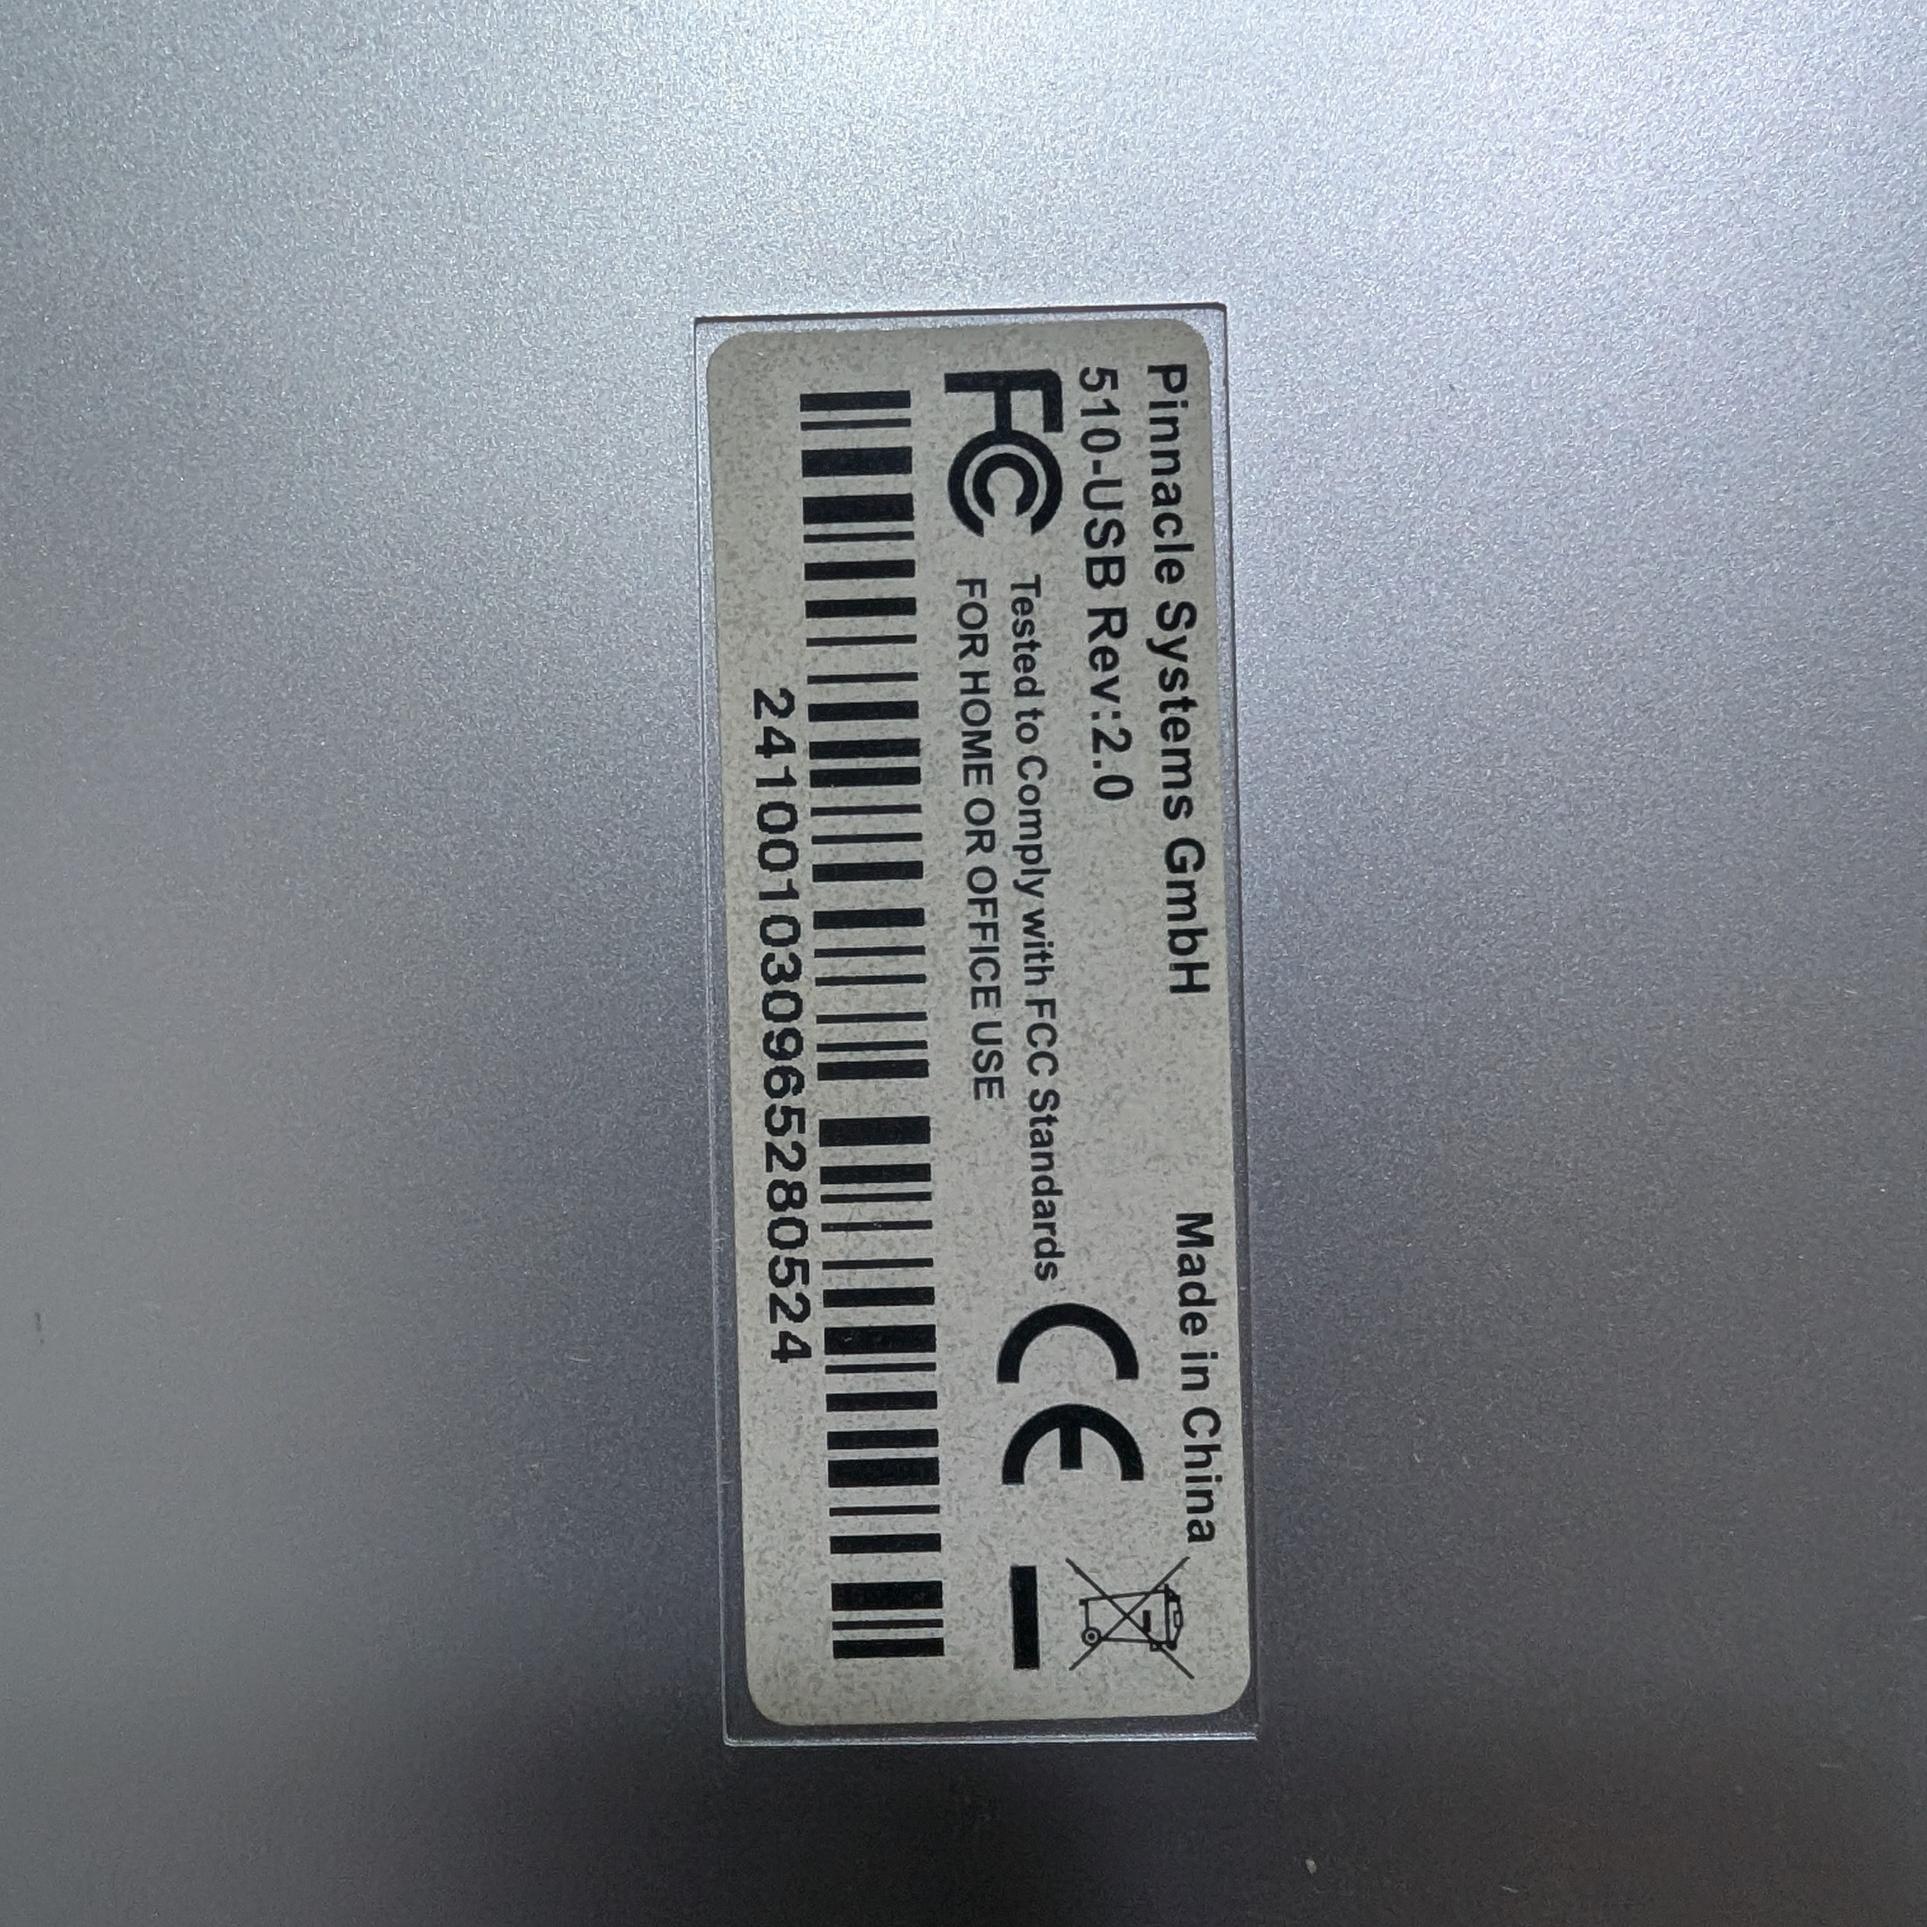 Pinnacle Systems GmbH Made in China
510-USB Rev:2.0
FC Tested to Comply with FCC Standards
FOR HOME OR OFFICE USE
CE
2410010309652805​24